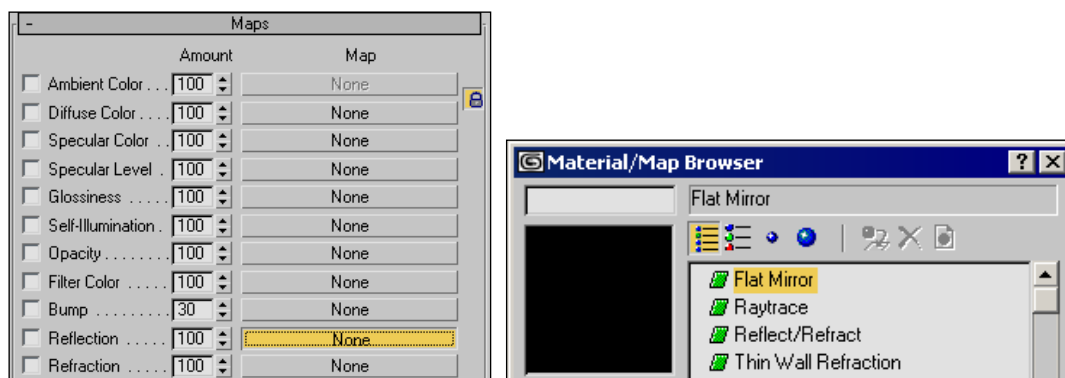 - Maps
Amount Map
Ambient Color . . . 100 None
Diffuse Color . . . . 100 None
Specular Color . . 100 None
Specular Level . 100 None
Glossiness . . . . . 100 None
Self-Illumination . 100 None
Opacity . . . . . . . . 100 None
Filter Color . . . . . 100 None
Bump . . . . . . . . . 30 None
Reflection . . . . . 100 None
Refraction . . . . . 100 None
Material/Map Browser ? X
Flat Mirror
Flat Mirror
Raytrace
Reflect/Refract
Thin Wall Refraction